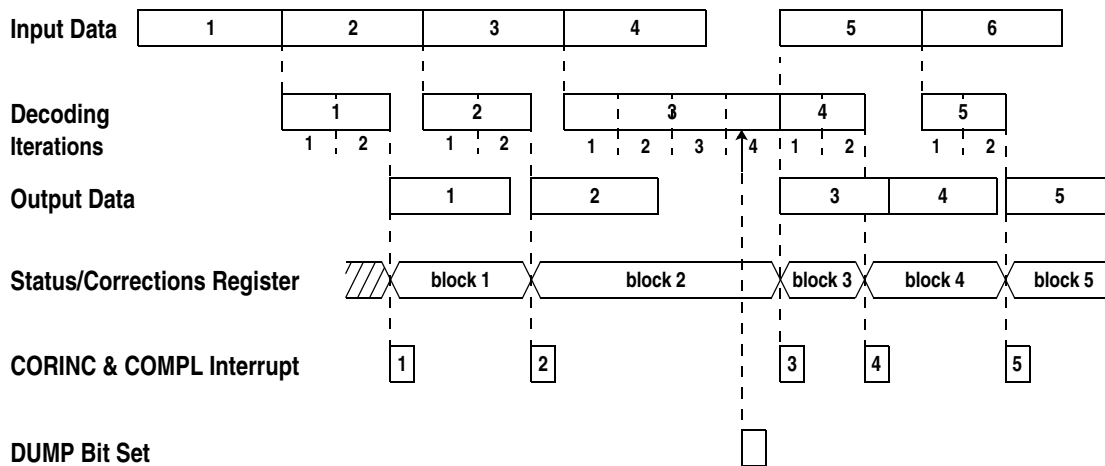 Input Data 1 2 3 4 5 6
Decoding 1 2 3 4 5
Iterations 1 2 1 2 1 2 3 4 1 2 1 2
Output Data 1 2 3 4 5
Status/Corrections Register block 1 block 2 block 3 block 4 block 5
CORINC & COMPL Interrupt 1 2 3 4 5
DUMP Bit Set